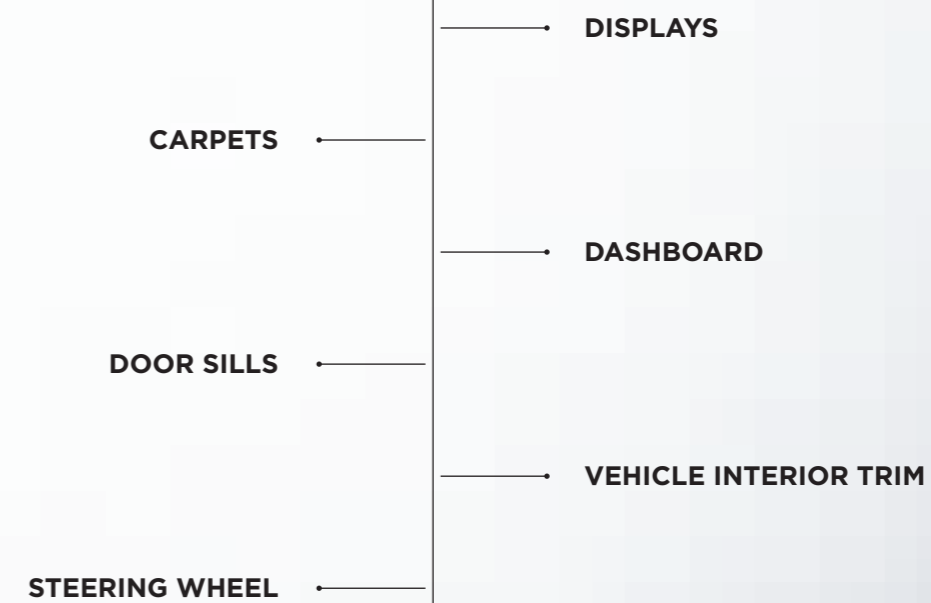 DISPLAYS
CARPETS
DASHBOARD
DOOR SILLS
VEHICLE INTERIOR TRIM
STEERING WHEEL